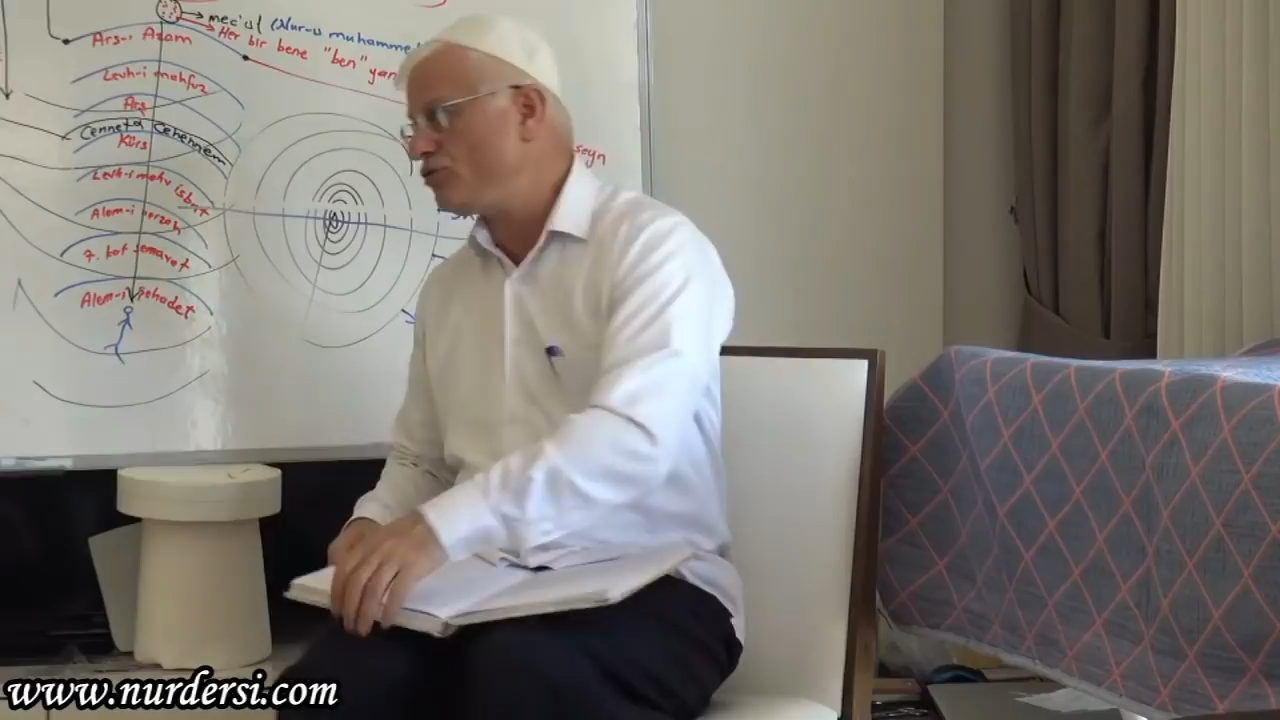 mec'ul (Nur-u muhamme
Her bir bene "ben" yan
Arş-ı Azam
Levh-i mahfuz
Arş
Cennet & Cehennem
Kürs
Levh-i mahv isbat
Alem-i berzah
7. kat semavat
Alem-i Şehadet
seyn
www.nurdersi.com